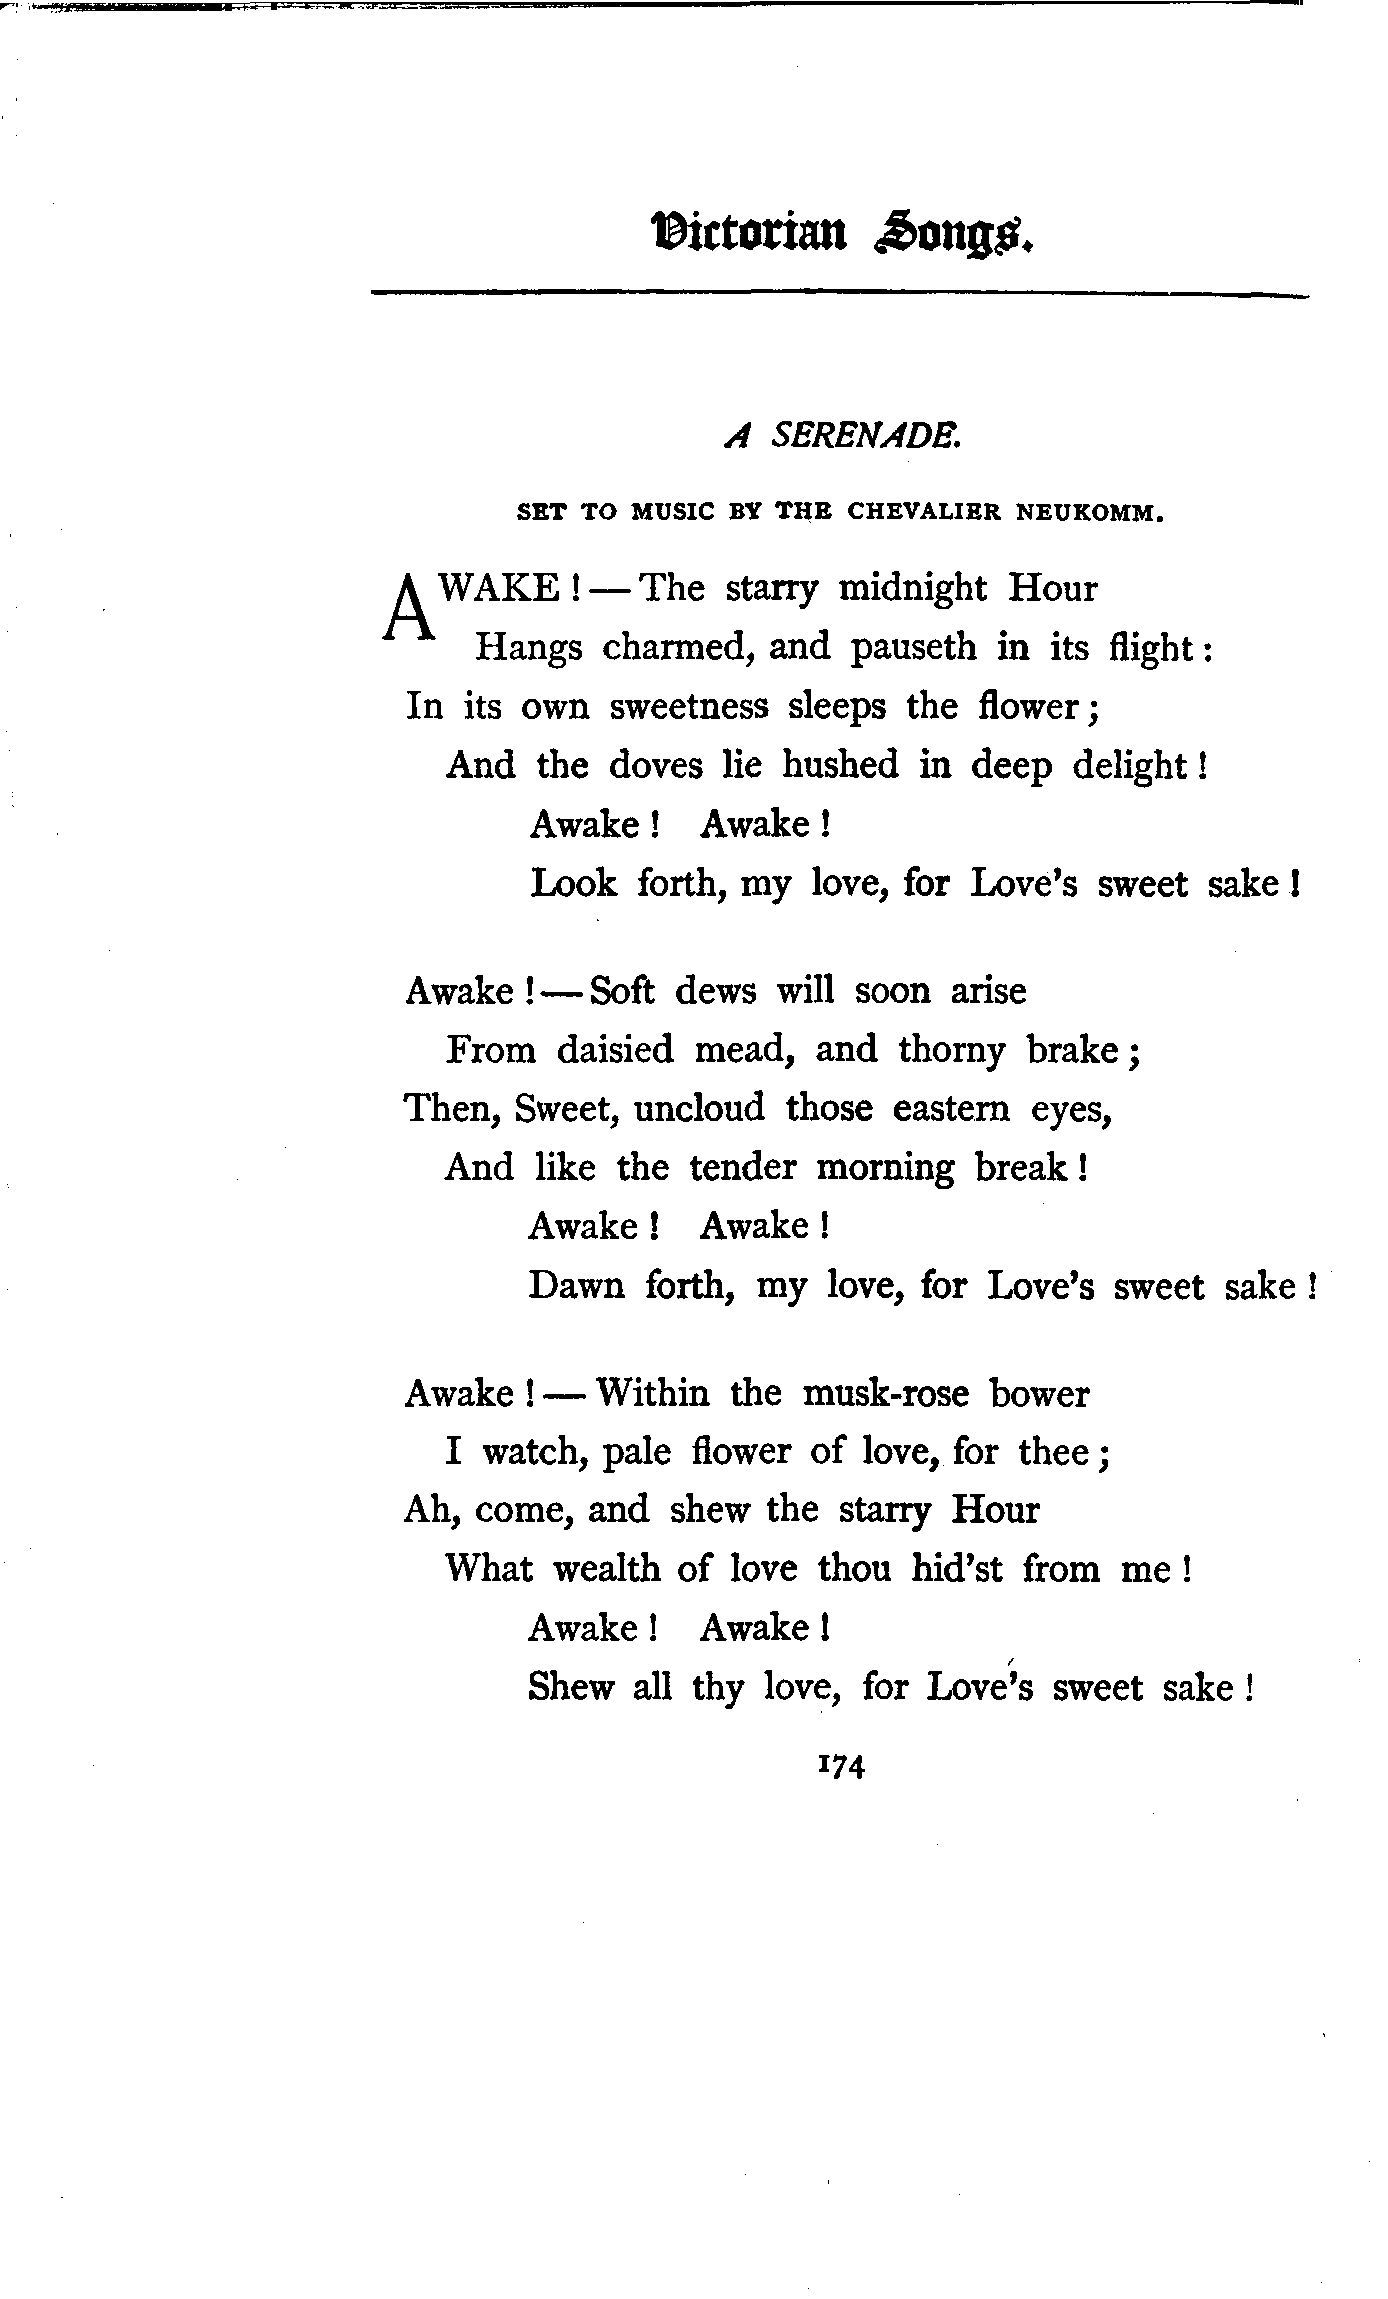 Victorian Songs.
A SERENADE.
SET TO MUSIC BY THE CHEVALIER NEUKOMM.
AWAKE!—The starry midnight Hour
Hangs charmed, and pauseth in its flight:
In its own sweetness sleeps the flower;
And the doves lie hushed in deep delight!
Awake! Awake!
Look forth, my love, for Love's sweet sake!
Awake!—Soft dews will soon arise
From daisied mead, and thorny brake;
Then, Sweet, uncloud those eastern eyes,
And like the tender morning break!
Awake! Awake!
Dawn forth, my love, for Love's sweet sake!
Awake!—Within the musk-rose bower
I watch, pale flower of love, for thee;
Ah, come, and shew the starry Hour
What wealth of love thou hid'st from me!
Awake! Awake!
Shew all thy love, for Love's sweet sake!
174